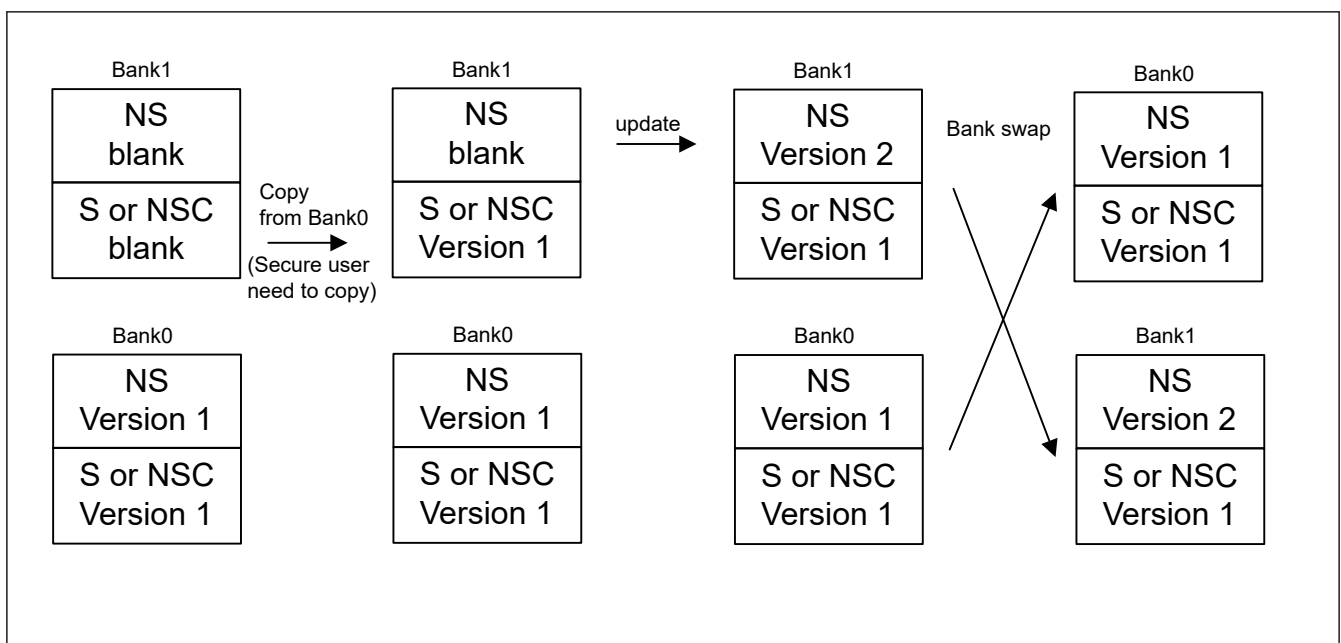 Bank1
NS
blank
S or NSC
blank
Bank0
NS
Version 1
S or NSC
Version 1
Copy
from Bank0
(Secure user
need to copy)
Bank1
NS
blank
S or NSC
Version 1
Bank0
NS
Version 1
S or NSC
Version 1
update
Bank1
NS
Version 2
S or NSC
Version 1
Bank0
NS
Version 1
S or NSC
Version 1
Bank swap
Bank0
NS
Version 1
S or NSC
Version 1
Bank1
NS
Version 2
S or NSC
Version 1